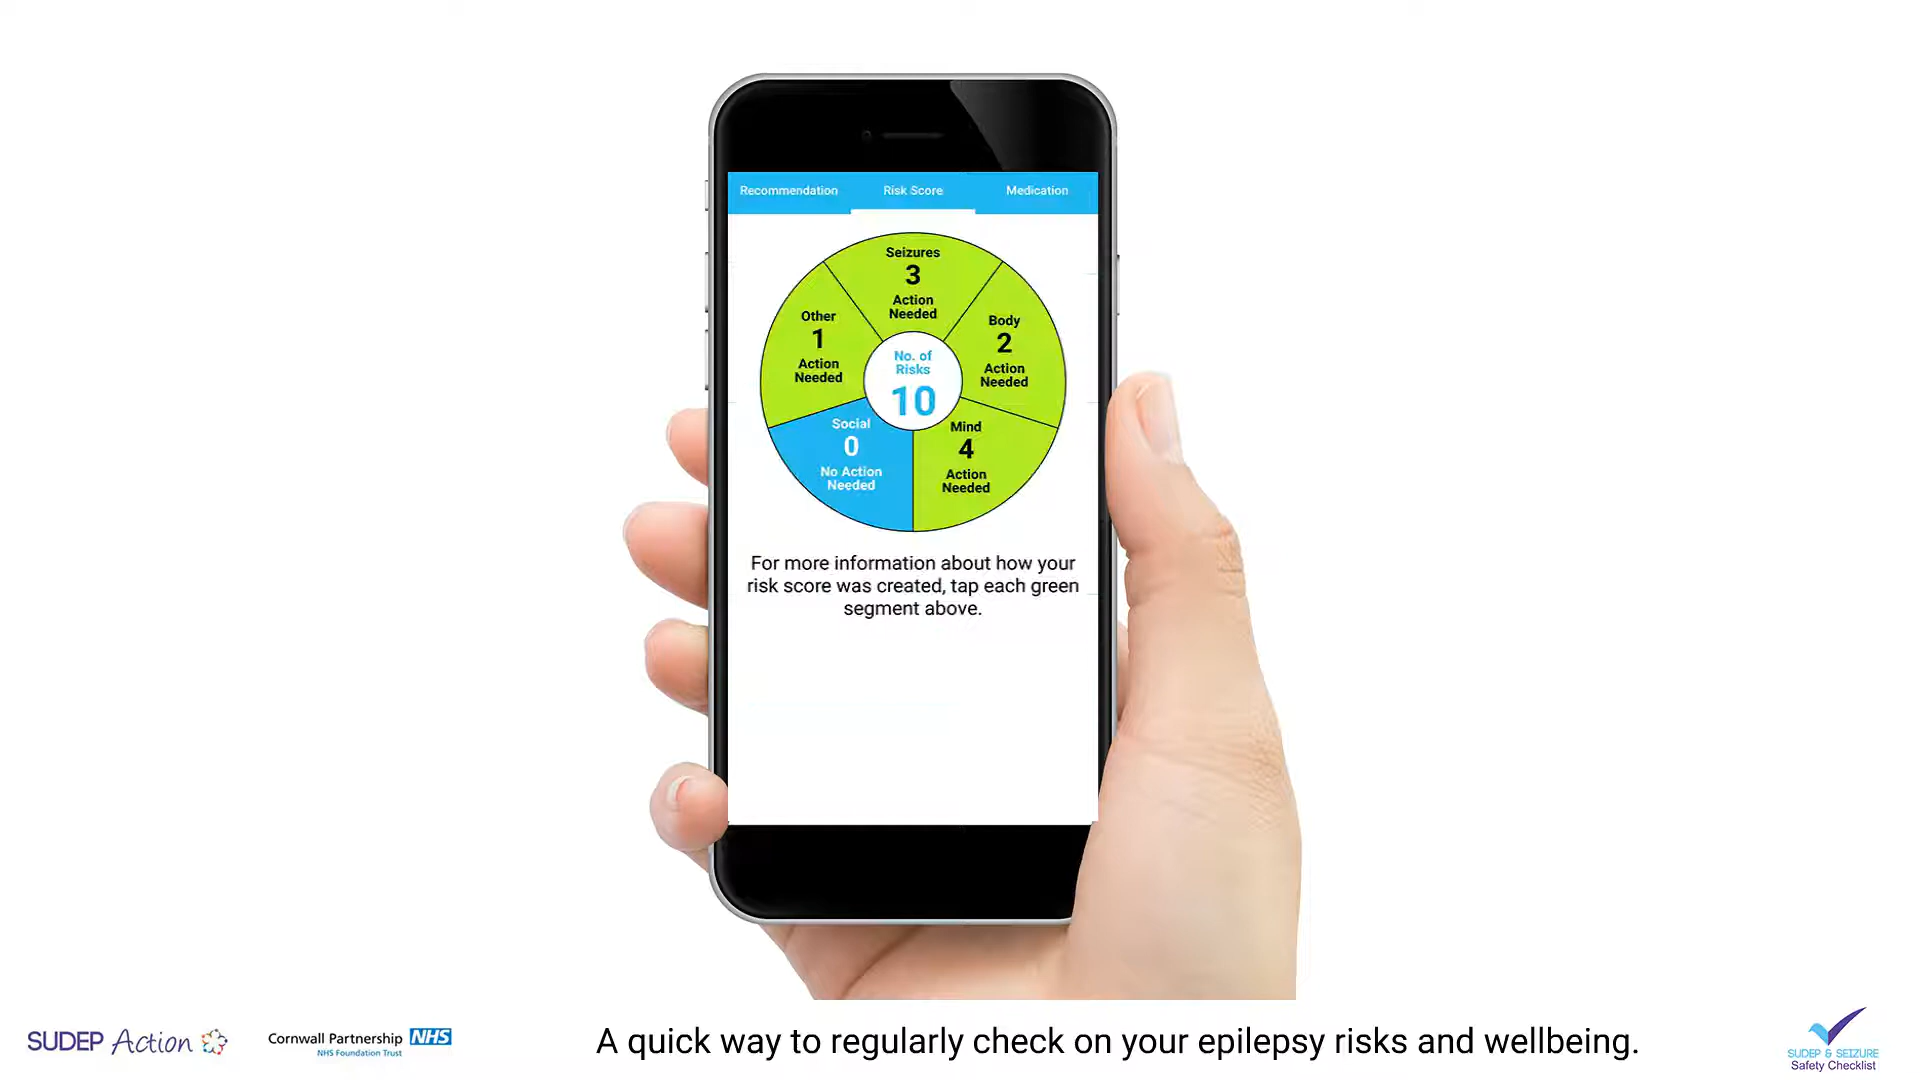 Recommendation
Risk Score
Medication
Seizures
3
Action
Needed
Other
1
Action
Needed
Body
2
Action
Needed
No. of
Risks
10
Social
0
No Action
Needed
Mind
4
Action
Needed
For more information about how your
risk score was created, tap each green
segment above.
SUDEP Action
Cornwall Partnership NHS
NHS Foundation Trust
A quick way to regularly check on your epilepsy risks and wellbeing.
SUDEP & SEIZURE
Safety Checklist